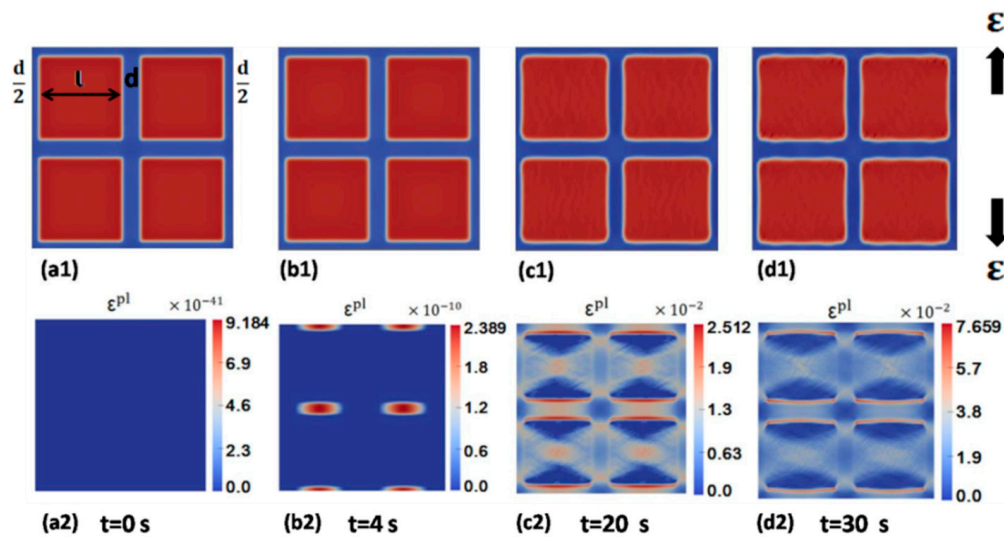 ε
d/2 l d d/2
(a1) (b1) (c1) (d1)
ε
ε^pl × 10^-41 ε^pl × 10^-10 ε^pl × 10^-2 ε^pl × 10^-2
9.184 2.389 2.512 7.659
6.9 1.8 1.9 5.7
4.6 1.2 1.3 3.8
2.3 0.6 0.63 1.9
0.0 0.0 0.0 0.0
(a2) t=0 s (b2) t=4 s (c2) t=20 s (d2) t=30 s